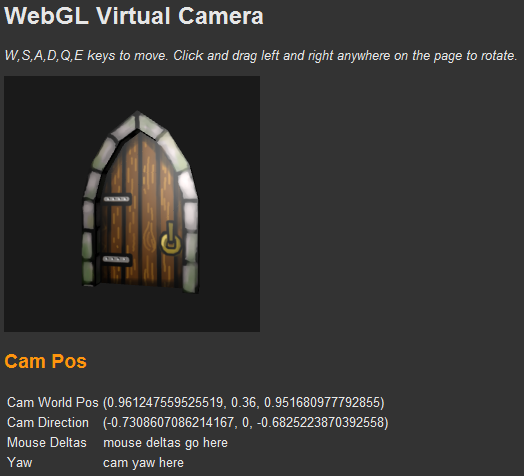 WebGL Virtual Camera
W,S,A,D,Q,E keys to move. Click and drag left and right anywhere on the page to rotate.
Cam Pos
Cam World Pos (0.961247559525519, 0.36, 0.951680977792855)
Cam Direction (-0.7308607086214167, 0, -0.6825223870392558)
Mouse Deltas mouse deltas go here
Yaw cam yaw here